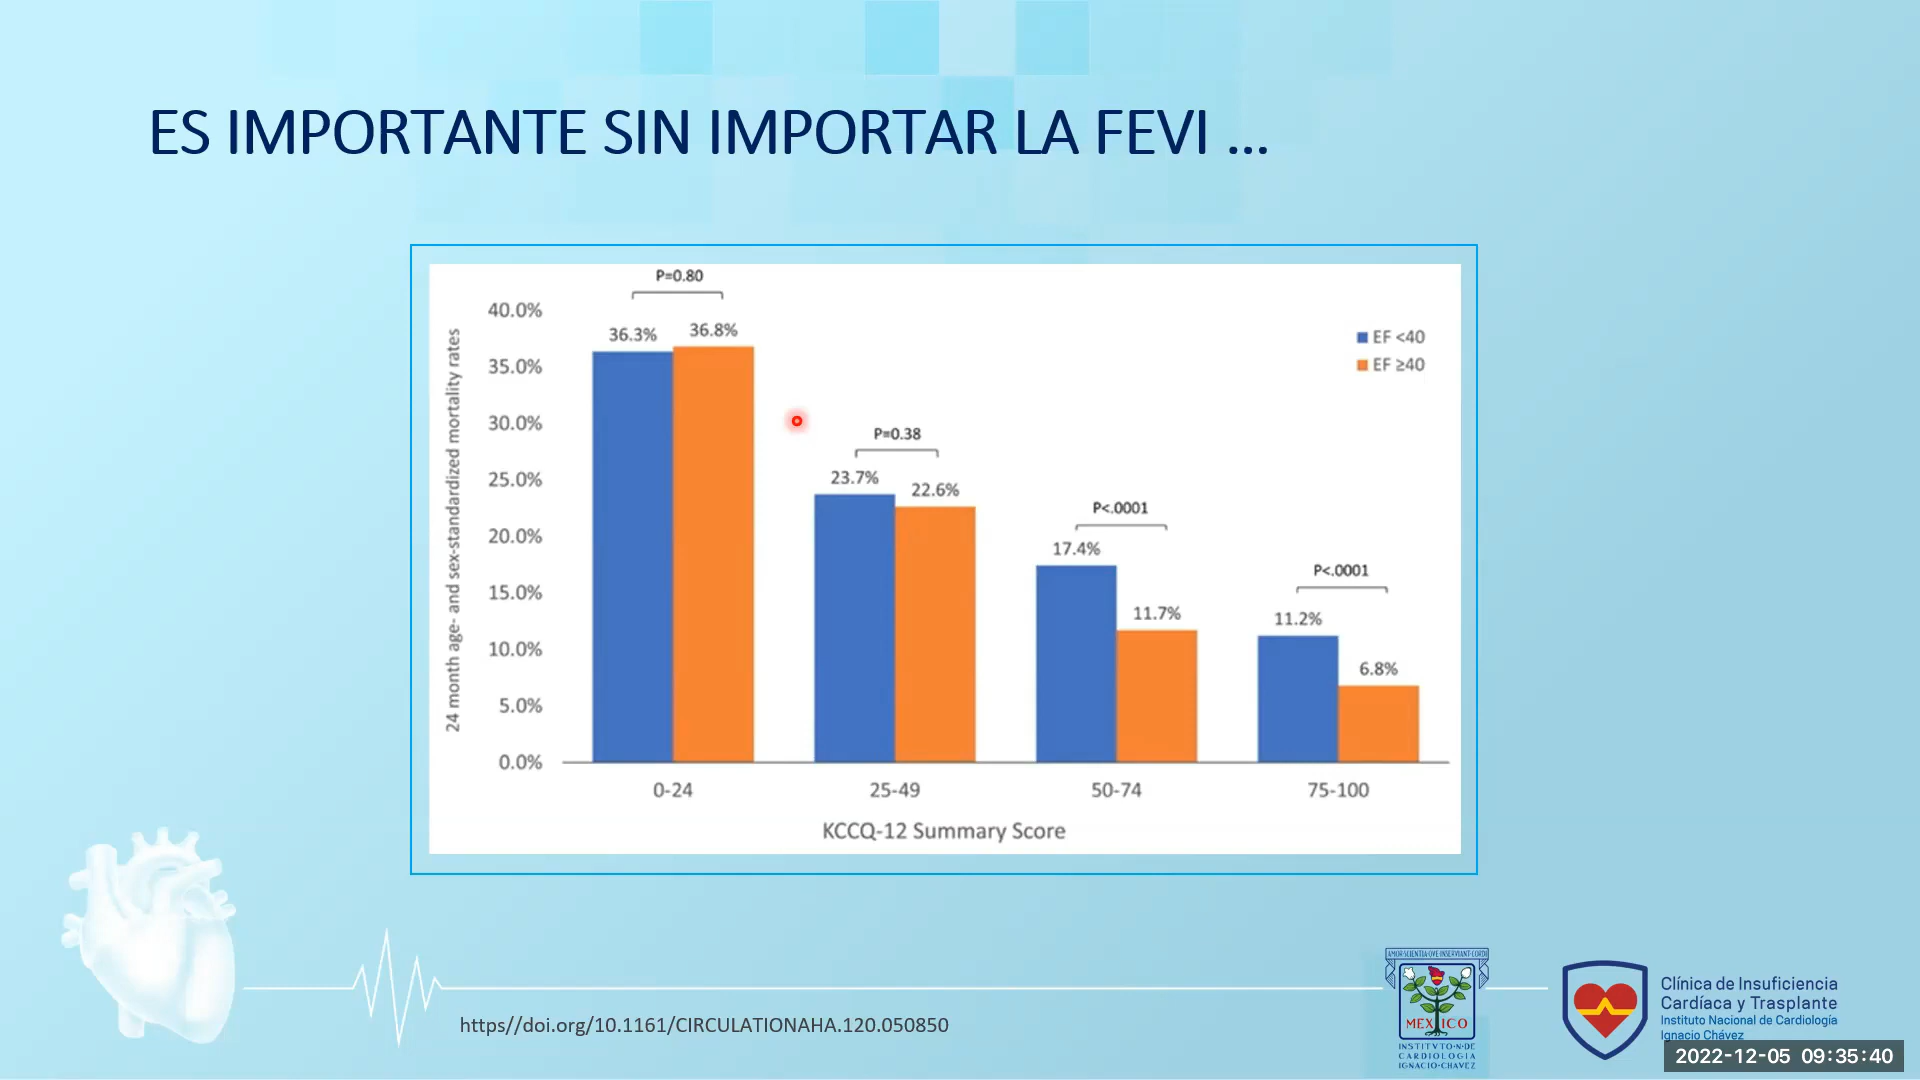 ES IMPORTANTE SIN IMPORTAR LA FEVI ...
P=0.80
40.0%
36.3%
36.8%
EF <40
EF ≥40
35.0%
30.0%
P=0.38
25.0%
23.7%
22.6%
P<.0001
20.0%
17.4%
P<.0001
15.0%
11.7%
11.2%
10.0%
6.8%
5.0%
0.0%
24 month age- and sex-standardized mortality rates
0-24
25-49
50-74
75-100
KCCQ-12 Summary Score
https//doi.org/10.1161/CIRCULATIONAHA.120.050850
MEXICO
INSTITVTO·N·DE
CARDIOLOGIA
IGNACIO·CHAVEZ
Clínica de Insuficiencia
Cardíaca y Trasplante
Instituto Nacional de Cardiología
Ignacio Chávez
2022-12-05 09:35:40